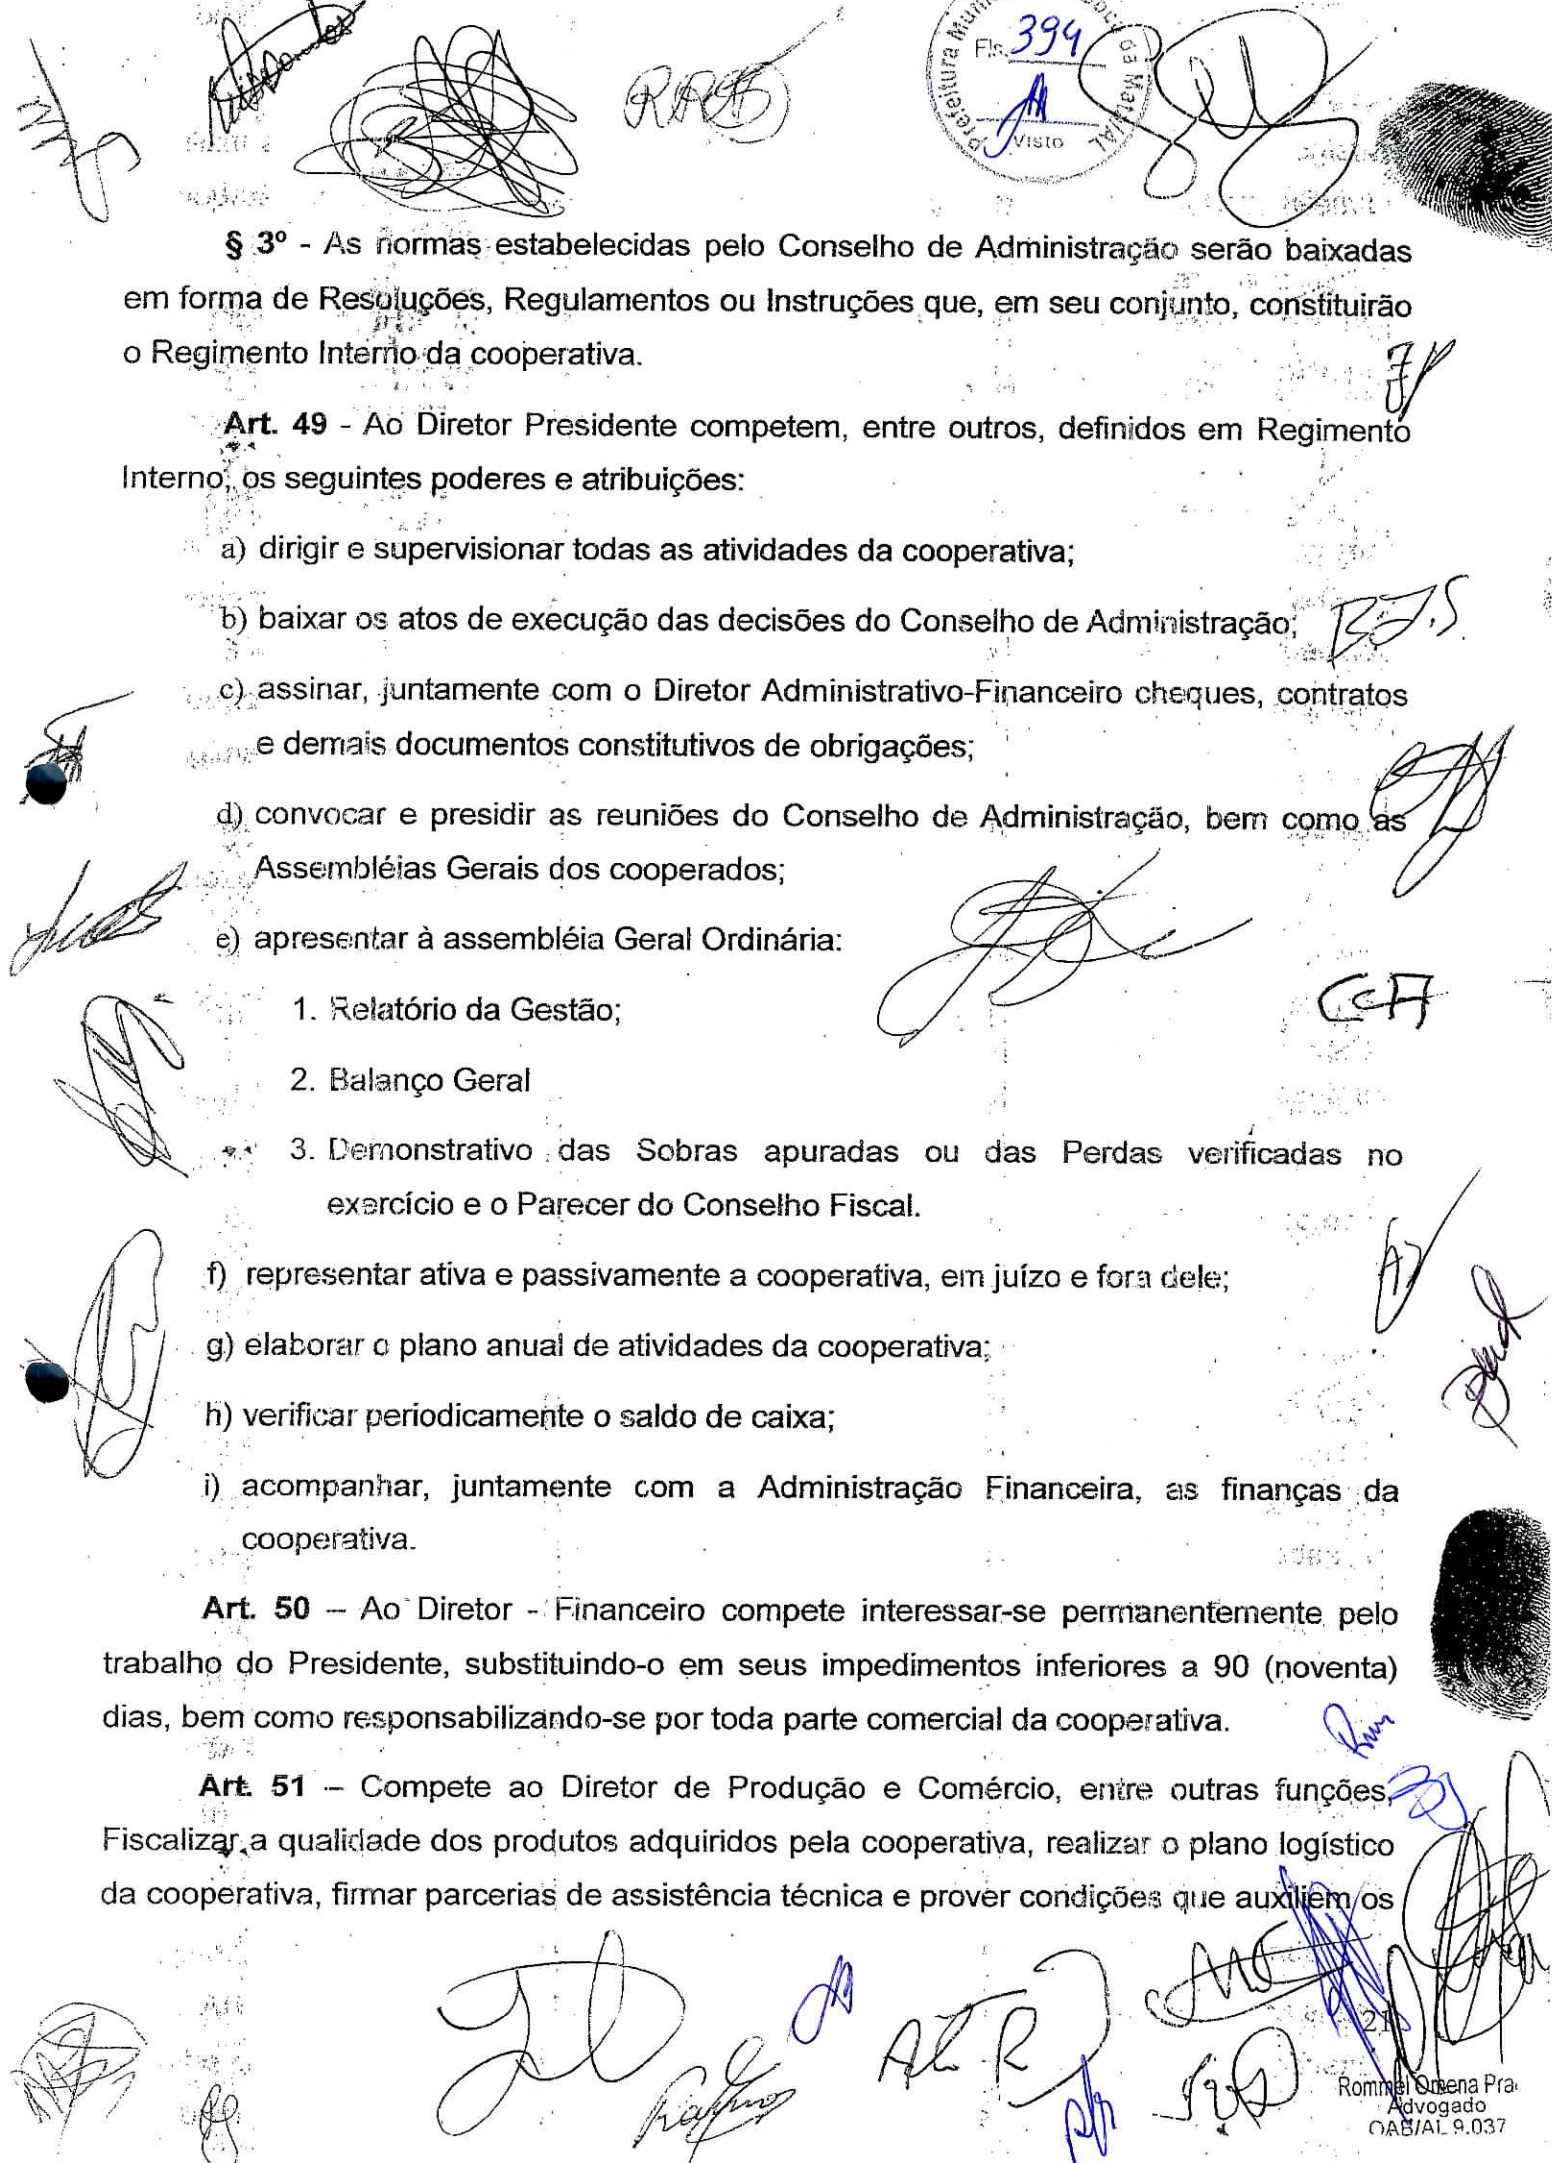 Fls. 394
Visto
§ 3º - As normas estabelecidas pelo Conselho de Administração serão baixadas
em forma de Resoluções, Regulamentos ou Instruções que, em seu conjunto, constituirão
o Regimento Interno da cooperativa.
Art. 49 - Ao Diretor Presidente competem, entre outros, definidos em Regimento
Interno, os seguintes poderes e atribuições:
a) dirigir e supervisionar todas as atividades da cooperativa;
b) baixar os atos de execução das decisões do Conselho de Administração;
B.J.S.
c) assinar, juntamente com o Diretor Administrativo-Financeiro cheques, contratos
e demais documentos constitutivos de obrigações;
d) convocar e presidir as reuniões do Conselho de Administração, bem como as
Assembléias Gerais dos cooperados;
e) apresentar à assembléia Geral Ordinária:
CCA
1. Relatório da Gestão;
2. Balanço Geral
3. Demonstrativo das Sobras apuradas ou das Perdas verificadas no
exercício e o Parecer do Conselho Fiscal.
f) representar ativa e passivamente a cooperativa, em juízo e fora dele;
g) elaborar o plano anual de atividades da cooperativa;
h) verificar periodicamente o saldo de caixa;
i) acompanhar, juntamente com a Administração Financeira, as finanças da
cooperativa.
Art. 50 – Ao Diretor - Financeiro compete interessar-se permanentemente pelo
trabalho do Presidente, substituindo-o em seus impedimentos inferiores a 90 (noventa)
dias, bem como responsabilizando-se por toda parte comercial da cooperativa.
Art. 51 – Compete ao Diretor de Produção e Comércio, entre outras funções,
Fiscalizar a qualidade dos produtos adquiridos pela cooperativa, realizar o plano logístico
da cooperativa, firmar parcerias de assistência técnica e prover condições que auxiliem os
21
Rommel Omena Pra
Advogado
OAB/AL 9.037